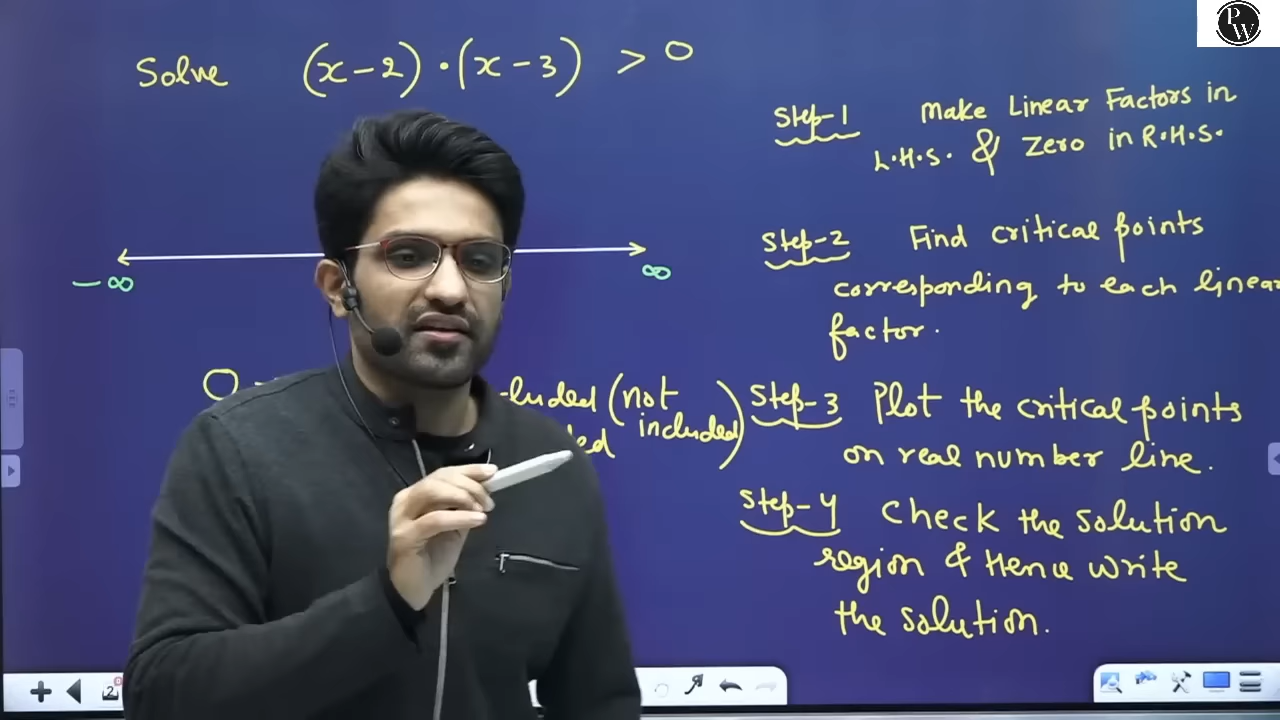 Solve (x-2)·(x-3) > 0
PW
Step-1 Make Linear Factors in
L.H.S. & Zero in R.H.S.
Step-2 Find critical points
corresponding to each linear
factor.
-∞ ∞
(not
included)
Step-3 Plot the critical points
on real number line.
Step-4 Check the solution
region & Hence write
the solution.
2